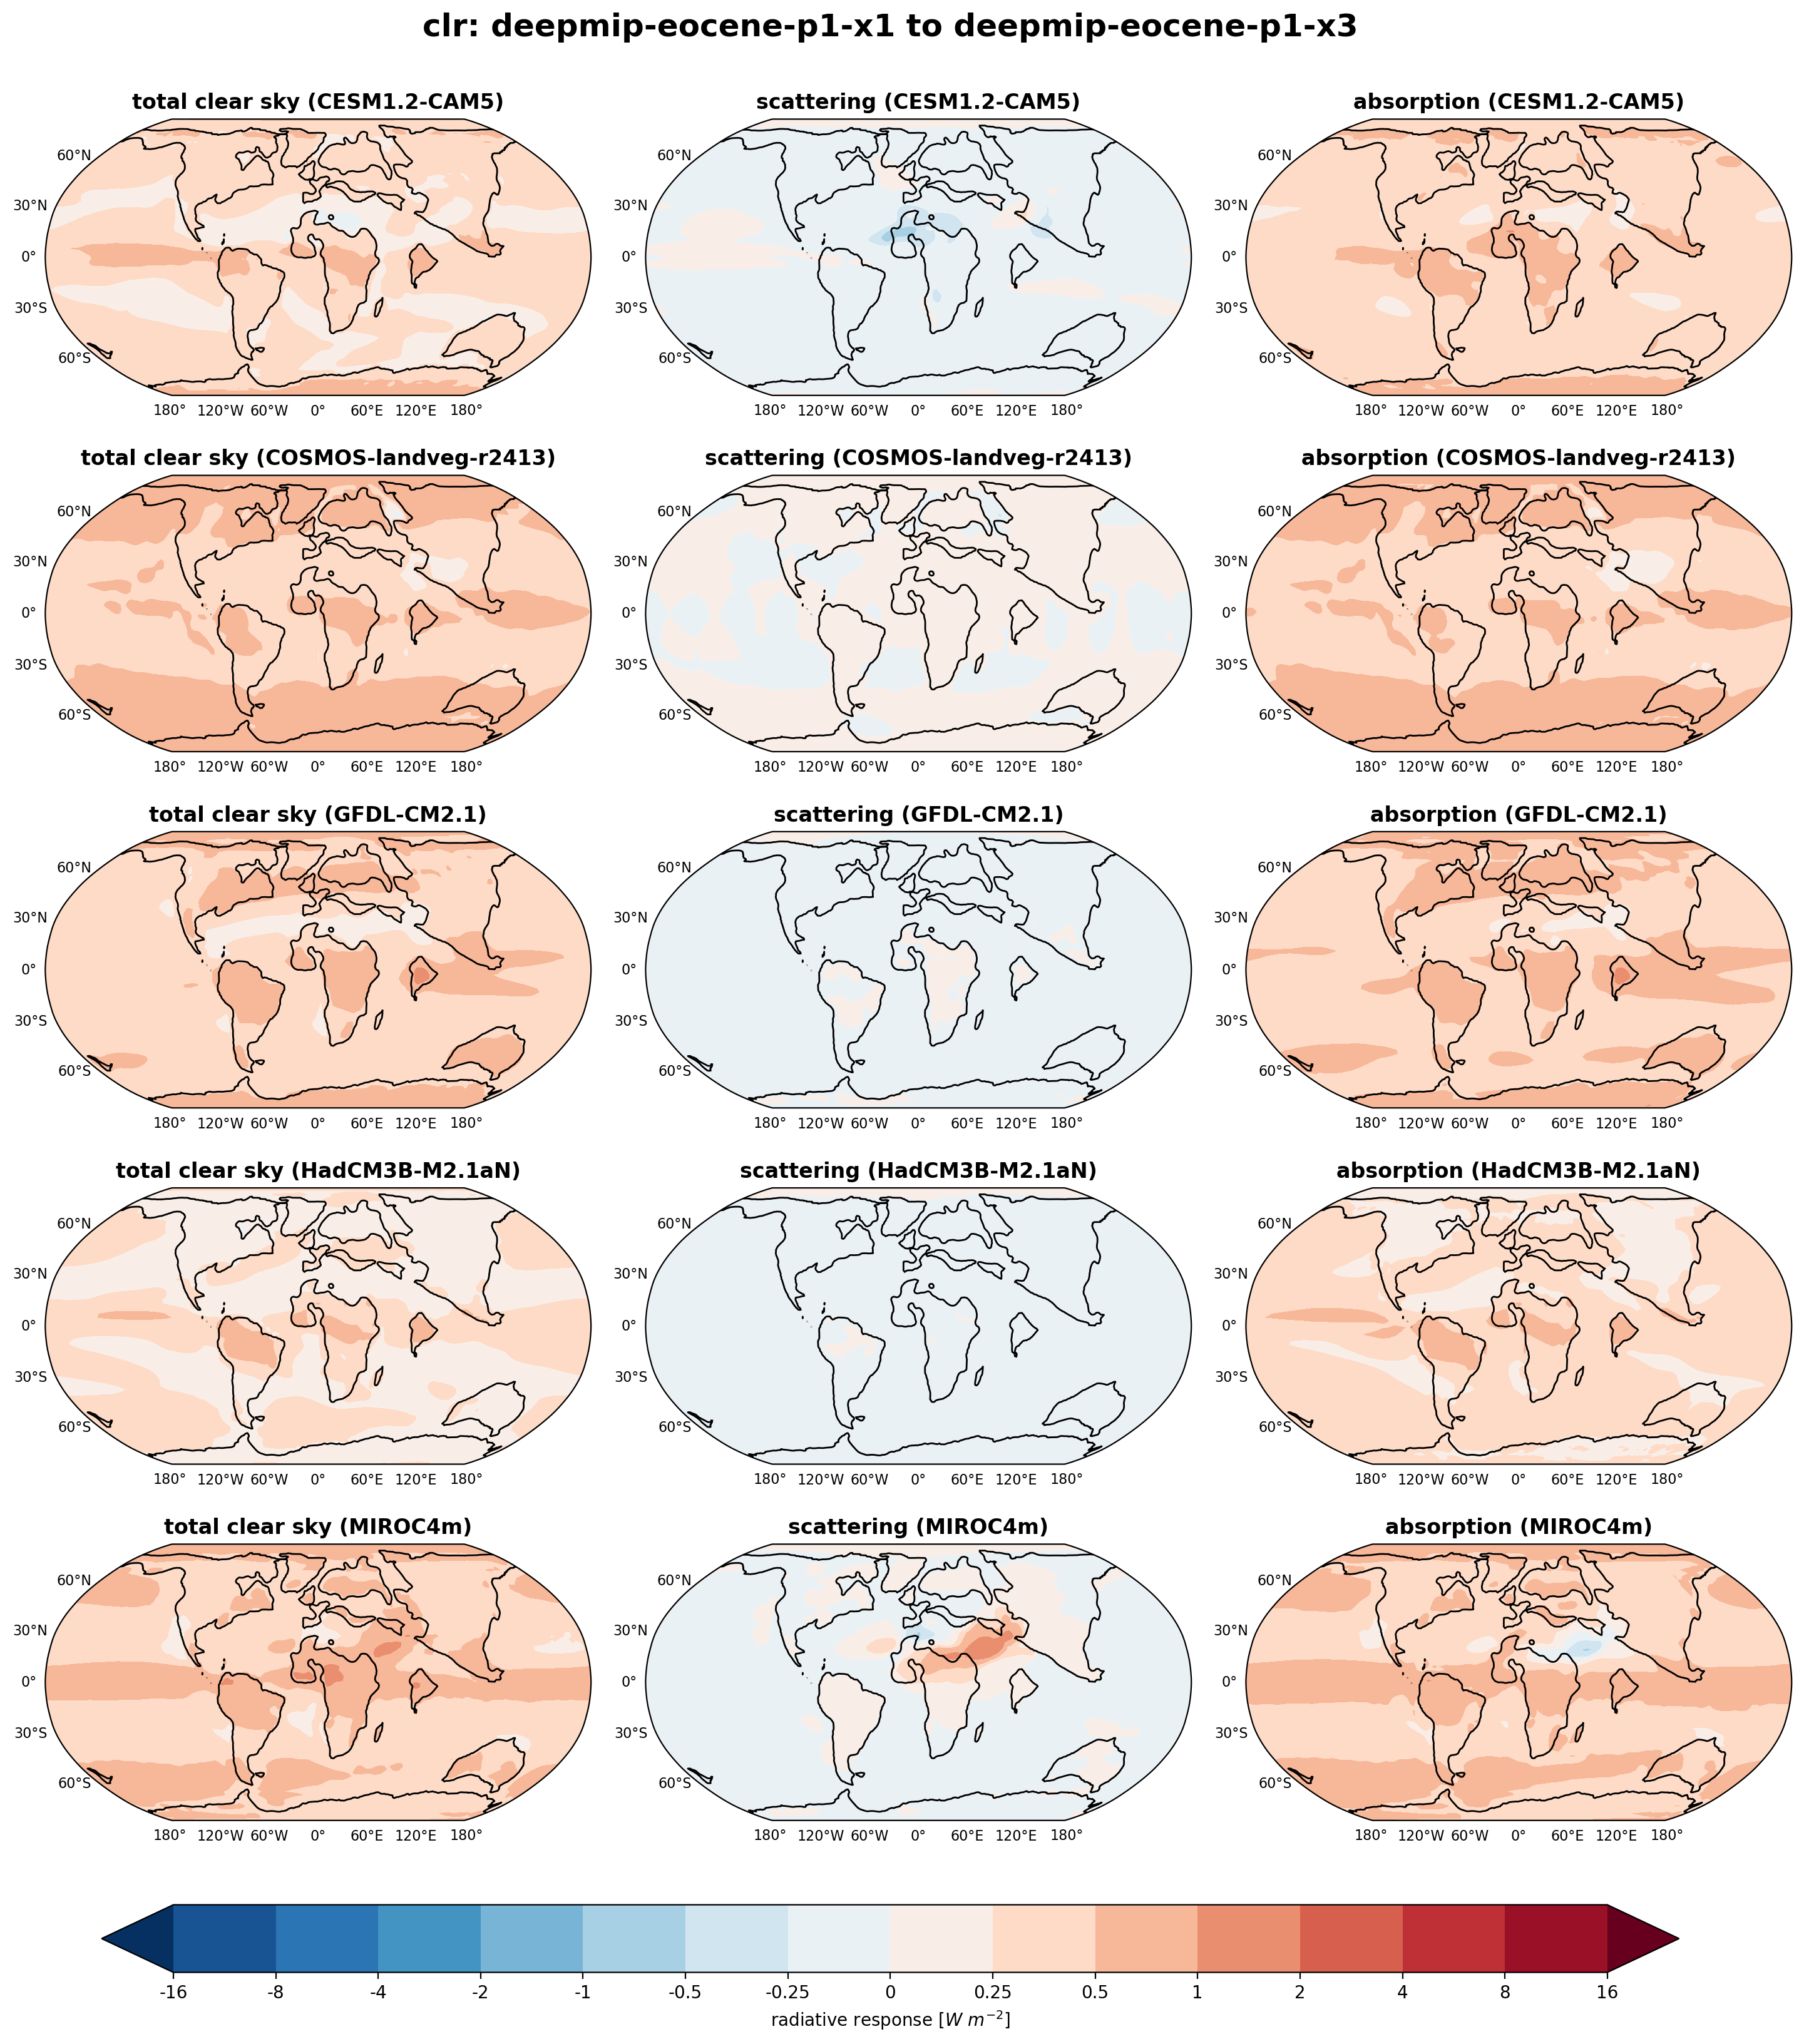 clr: deepmip-eocene-p1-x1 to deepmip-eocene-p1-x3
total clear sky (CESM1.2-CAM5) scattering (CESM1.2-CAM5) absorption (CESM1.2-CAM5)
60°N 60°N 60°N
30°N 30°N 30°N
0° 0° 0°
30°S 30°S 30°S
60°S 60°S 60°S
180° 120°W 60°W 0° 60°E 120°E 180° 180° 120°W 60°W 0° 60°E 120°E 180° 180° 120°W 60°W 0° 60°E 120°E 180°
total clear sky (COSMOS-landveg-r2413) scattering (COSMOS-landveg-r2413) absorption (COSMOS-landveg-r2413)
60°N 60°N 60°N
30°N 30°N 30°N
0° 0° 0°
30°S 30°S 30°S
60°S 60°S 60°S
180° 120°W 60°W 0° 60°E 120°E 180° 180° 120°W 60°W 0° 60°E 120°E 180° 180° 120°W 60°W 0° 60°E 120°E 180°
total clear sky (GFDL-CM2.1) scattering (GFDL-CM2.1) absorption (GFDL-CM2.1)
60°N 60°N 60°N
30°N 30°N 30°N
0° 0° 0°
30°S 30°S 30°S
60°S 60°S 60°S
180° 120°W 60°W 0° 60°E 120°E 180° 180° 120°W 60°W 0° 60°E 120°E 180° 180° 120°W 60°W 0° 60°E 120°E 180°
total clear sky (HadCM3B-M2.1aN) scattering (HadCM3B-M2.1aN) absorption (HadCM3B-M2.1aN)
60°N 60°N 60°N
30°N 30°N 30°N
0° 0° 0°
30°S 30°S 30°S
60°S 60°S 60°S
180° 120°W 60°W 0° 60°E 120°E 180° 180° 120°W 60°W 0° 60°E 120°E 180° 180° 120°W 60°W 0° 60°E 120°E 180°
total clear sky (MIROC4m) scattering (MIROC4m) absorption (MIROC4m)
60°N 60°N 60°N
30°N 30°N 30°N
0° 0° 0°
30°S 30°S 30°S
60°S 60°S 60°S
180° 120°W 60°W 0° 60°E 120°E 180° 180° 120°W 60°W 0° 60°E 120°E 180° 180° 120°W 60°W 0° 60°E 120°E 180°
-16 -8 -4 -2 -1 -0.5 -0.25 0 0.25 0.5 1 2 4 8 16
radiative response [W m⁻²]